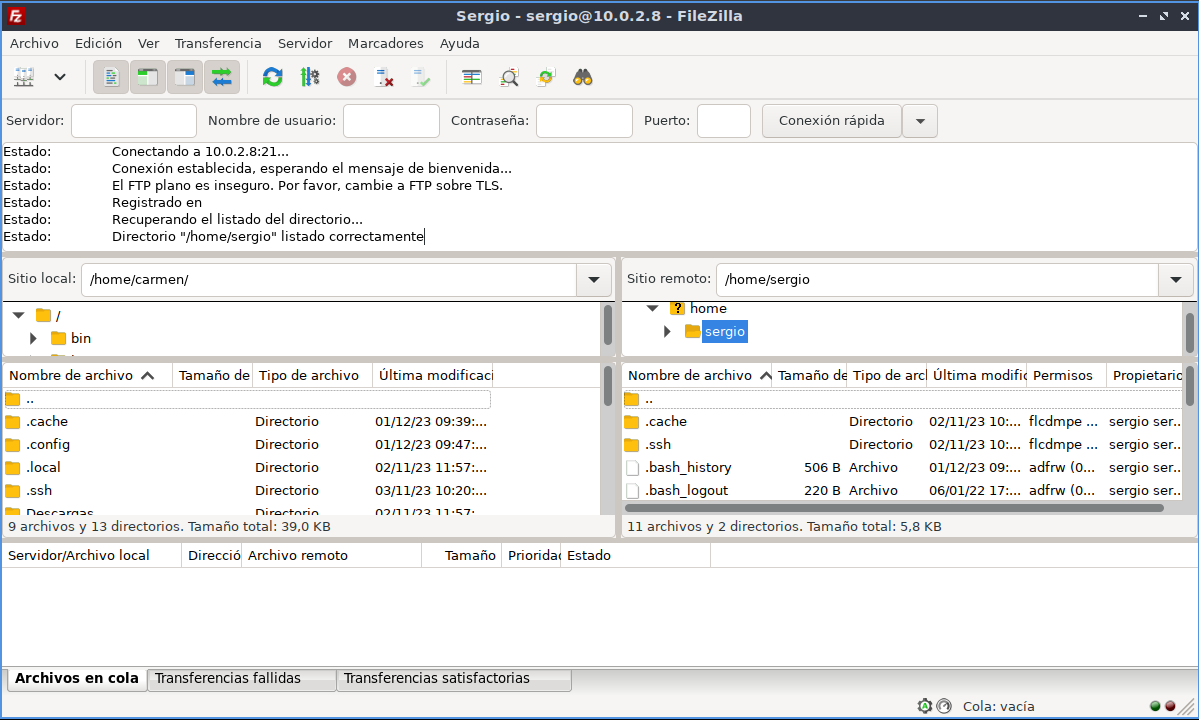 Sergio - sergio@10.0.2.8 - FileZilla
Archivo Edición Ver Transferencia Servidor Marcadores Ayuda
Servidor: Nombre de usuario: Contraseña: Puerto: Conexión rápida
Estado: Conectando a 10.0.2.8:21...
Estado: Conexión establecida, esperando el mensaje de bienvenida...
Estado: El FTP plano es inseguro. Por favor, cambie a FTP sobre TLS.
Estado: Registrado en
Estado: Recuperando el listado del directorio...
Estado: Directorio "/home/sergio" listado correctamente
Sitio local: /home/carmen/
/
bin
Nombre de archivo Tamaño de Tipo de archivo Última modificaci
..
.cache Directorio 01/12/23 09:39:...
.config Directorio 01/12/23 09:47:...
.local Directorio 02/11/23 11:57:...
.ssh Directorio 03/11/23 10:20:...
Descargas Directorio 02/11/23 11:57:
9 archivos y 13 directorios. Tamaño total: 39,0 KB
Sitio remoto: /home/sergio
? home
sergio
Nombre de archivo Tamaño de Tipo de arcl Última modific Permisos Propietario
..
.cache Directorio 02/11/23 10:... flcdmpe ... sergio ser...
.ssh Directorio 02/11/23 10:... flcdmpe ... sergio ser...
.bash_history 506 B Archivo 01/12/23 09:... adfrw (0... sergio ser...
.bash_logout 220 B Archivo 06/01/22 17:... adfrw (0... sergio ser...
11 archivos y 2 directorios. Tamaño total: 5,8 KB
Servidor/Archivo local Direcció Archivo remoto Tamaño Prioridad Estado
Archivos en cola Transferencias fallidas Transferencias satisfactorias
Cola: vacía